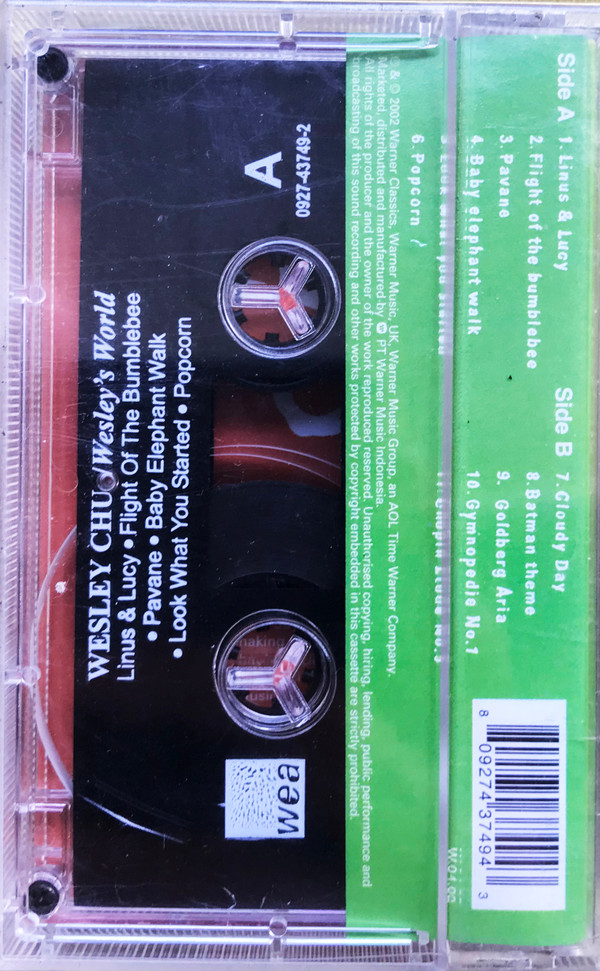 A
0927-43749-2
WESLEY CHU/Wesley's World
Linus & Lucy • Flight Of The Bumblebee
• Pavane • Baby Elephant Walk
• Look What You Started • Popcorn
wea
Side A 1. Linus & Lucy
2. Flight of the bumblebee
3. Pavane
4. Baby elephant walk
you started
6. Popcorn
Side B 7. Cloudy Day
8. Batman theme
9. Goldberg Aria
10. Gymnopedie No.1
℗ & © 2002 Warner Classics, Warner Music, UK, Warner Music Group, an AOL Time Warner Company.
Marketed, distributed and manufactured by PT Warner Music Indonesia.
All rights of the producer and the owner of the work reproduced reserved. Unauthorised copying, hiring, lending, public performance and
broadcasting of this sound recording and other works protected by copyright embedded in this cassette are strictly prohibited.
8 09274 37494 3